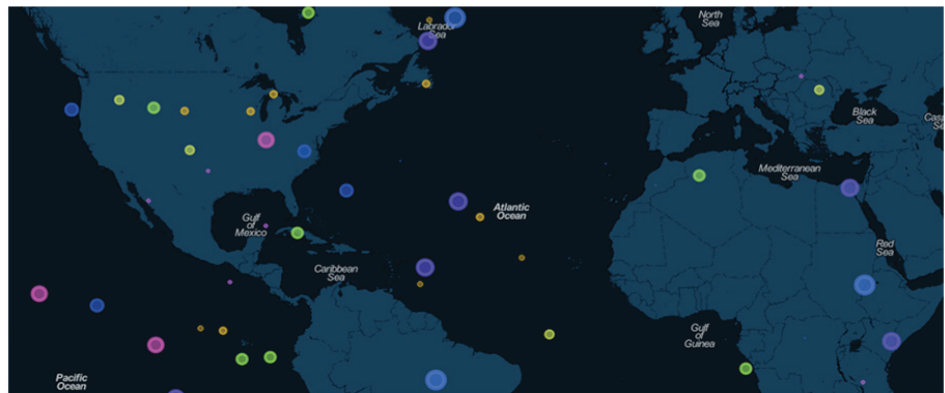 North
Sea
Labrador
Sea
Black
Sea
Mediterranean
Sea
Atlantic
Ocean
Gulf
of
Mexico
Red
Sea
Caribbean
Sea
Gulf
of
Guinea
Pacific
Ocean